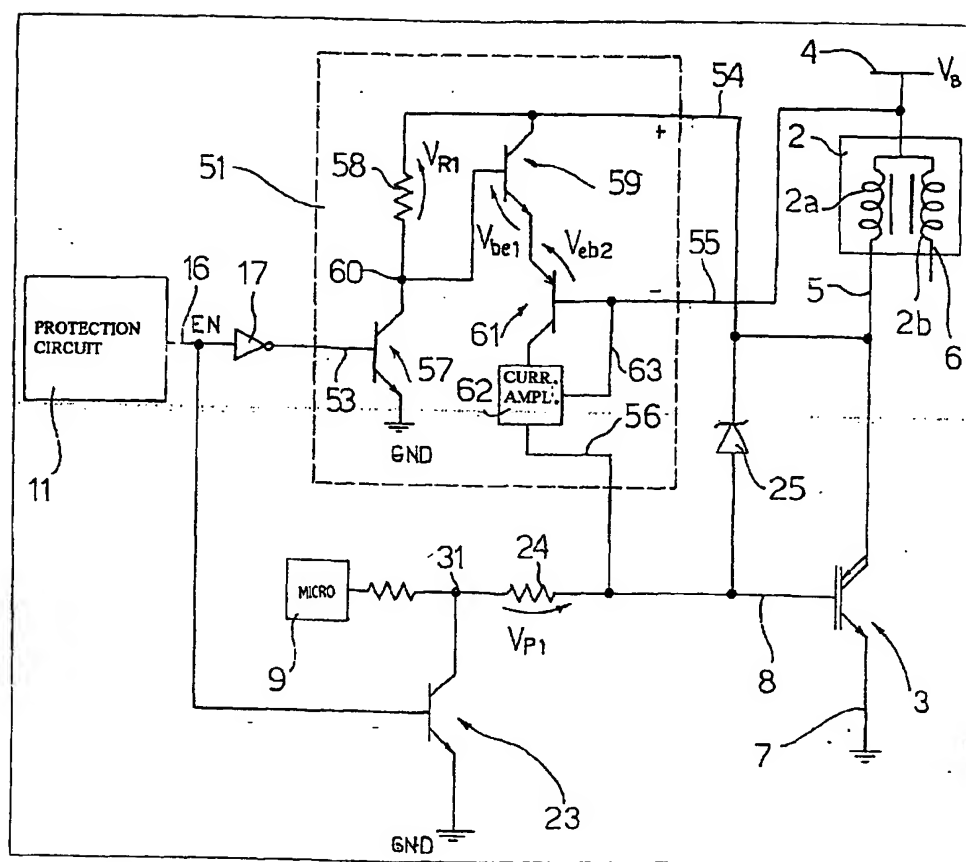 4
V_B
54
2
+
51
58
V_R1
59
2a
V_be1
V_eb2
55
60
-
5
16
17
61
2b
6
EN
PROTECTION
CIRCUIT
53
57
62
CURR.
AMPL.
63
56
GND
11
25
31
24
MICRO
V_P1
9
8
3
7
23
GND